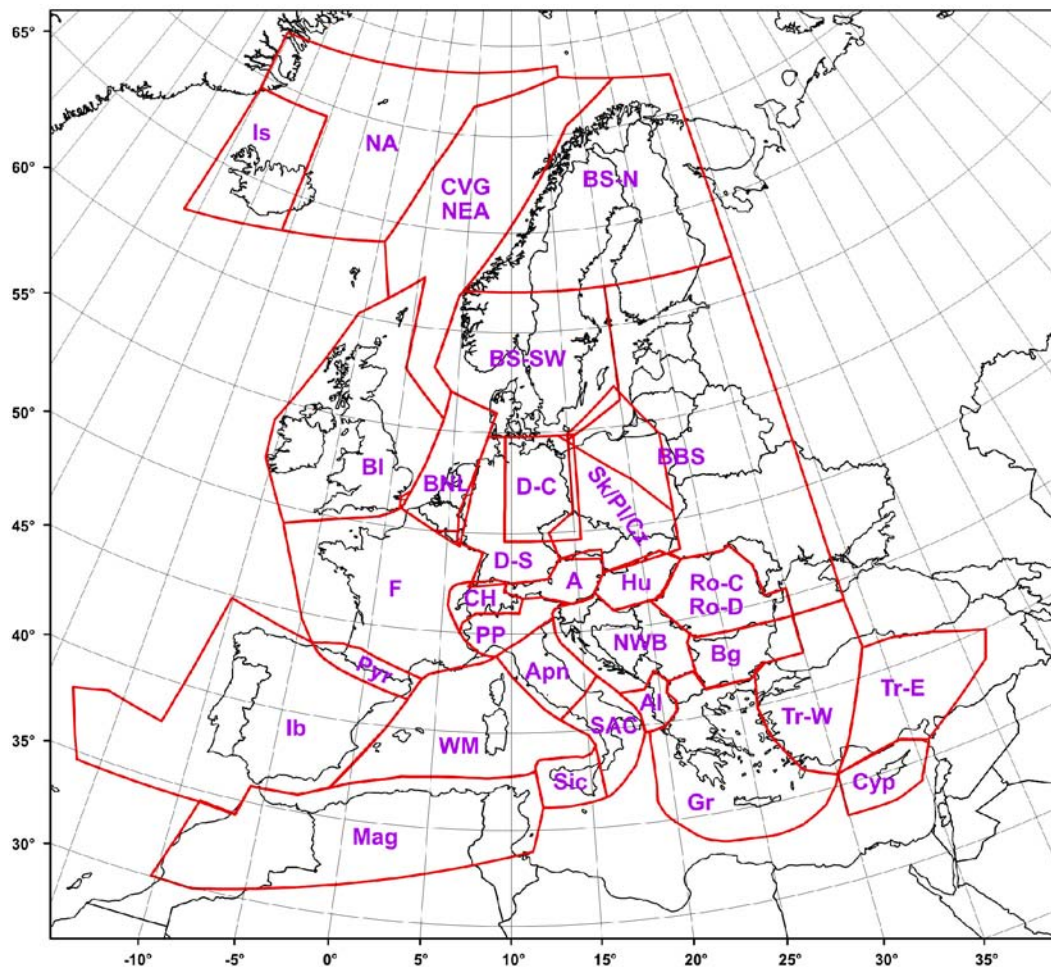 65°
Is
NA
60°
CVG
NEA
BS-N
55°
BS-SW
50°
BI
BNL
D-C
Sk/Pl/Cz
BBS
45°
D-S
A
Hu
Ro-C
Ro-D
F
CH
PP
NWB
Bg
40°
Pyr
Apn
Al
Tr-E
Ib
WM
SAC
Tr-W
35°
Sic
Gr
Cyp
Mag
30°
-10° -5° 0° 5° 10° 15° 20° 25° 30° 35°